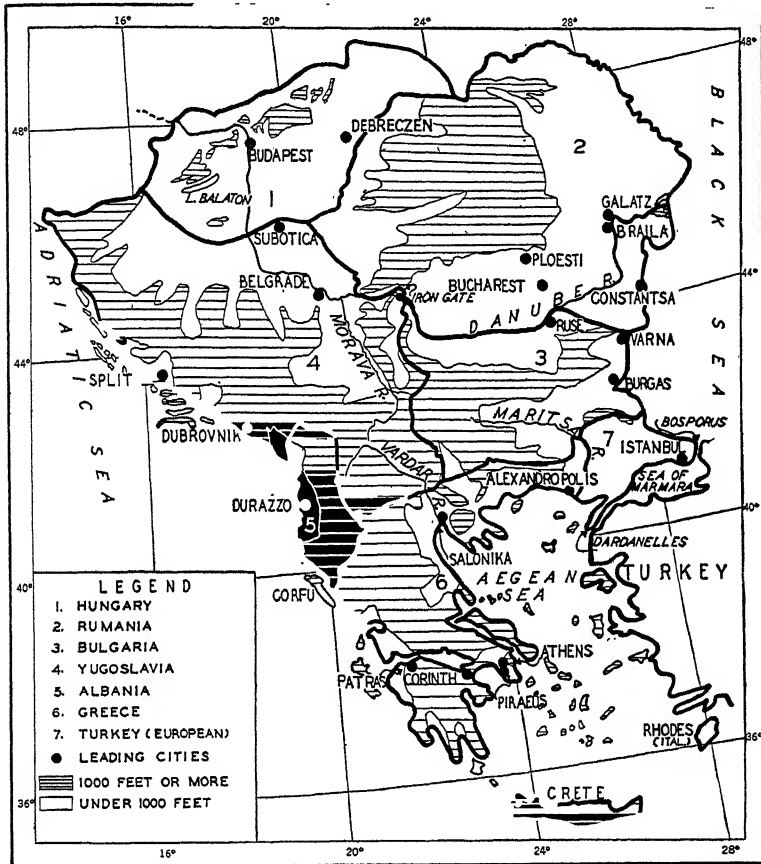 16°
20°
24°
28°
48°
44°
40°
36°
48°
44°
40°
36°
16°
20°
24°
28°
BLACK SEA
ADRIATIC SEA
DEBRECZEN
BUDAPEST
L. BALATON
1
2
SUBOTICA
GALATZ
BRAILA
PLOESTI
BELGRADE
IRON GATE
BUCHAREST
CONSTANTSA
DANUBE R.
RUSE
MORAVA R.
VARNA
3
4
SPLIT
BURGAS
MARITSA R.
BOSPORUS
DUBROVNIK
7
ISTANBUL
VARDAR R.
ALEXANDROPOLIS
SEA OF
MARMARA
DURAZZO
5
DARDANELLES
SALONIKA
TURKEY
AEGEAN
SEA
6
CORFU
ATHENS
PATRAS
CORINTH
PIRAEUS
RHODES
(ITAL.)
CRETE
LEGEND
1. HUNGARY
2. RUMANIA
3. BULGARIA
4. YUGOSLAVIA
5. ALBANIA
6. GREECE
7. TURKEY (EUROPEAN)
LEADING CITIES
1000 FEET OR MORE
UNDER 1000 FEET